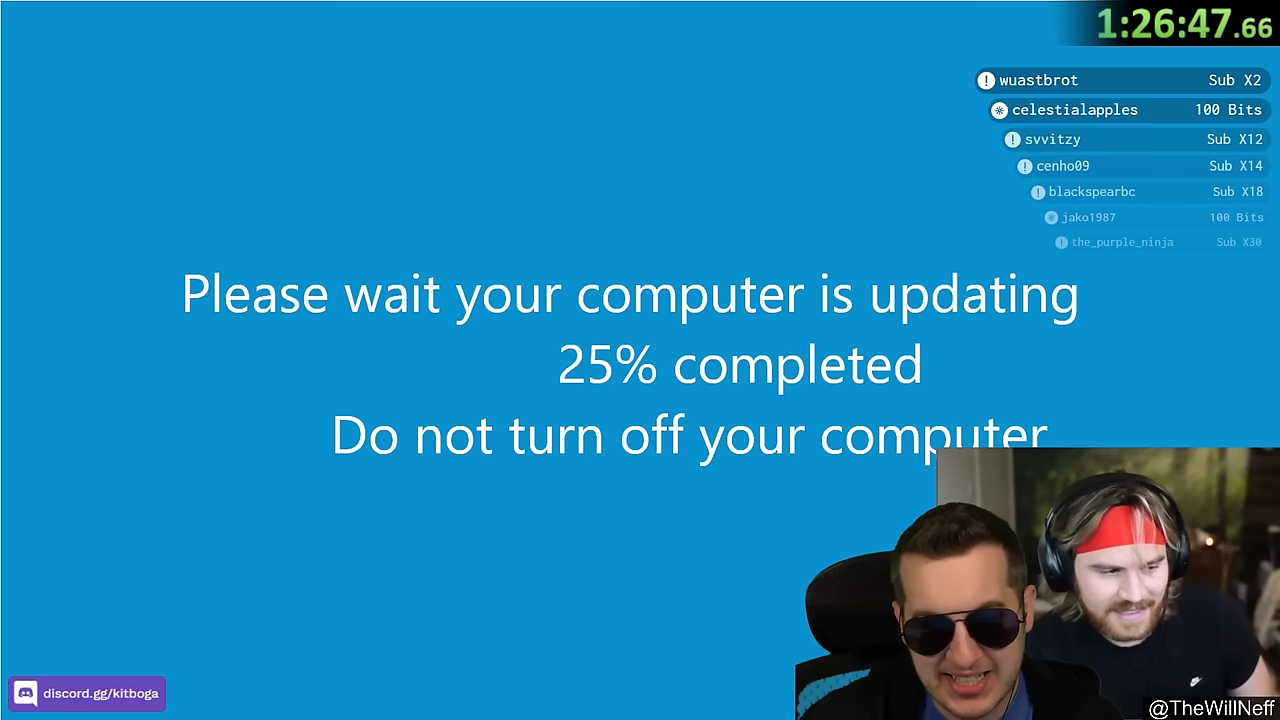 1:26:47.66
wuastbrot Sub X2
celestialapples 100 Bits
svvitzy Sub X12
cenho09 Sub X14
blackspearbc Sub X18
jako1987 100 Bits
the_purple_ninja Sub X30
Please wait your computer is updating
25% completed
Do not turn off your computer
discord.gg/kitboga
@TheWillNeff